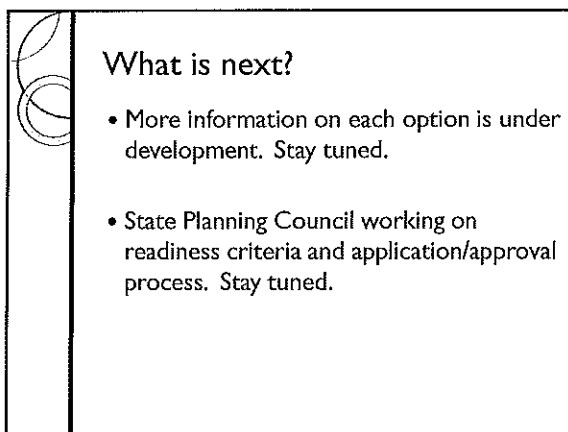 What is next?
• More information on each option is under
development. Stay tuned.
• State Planning Council working on
readiness criteria and application/approval
process. Stay tuned.